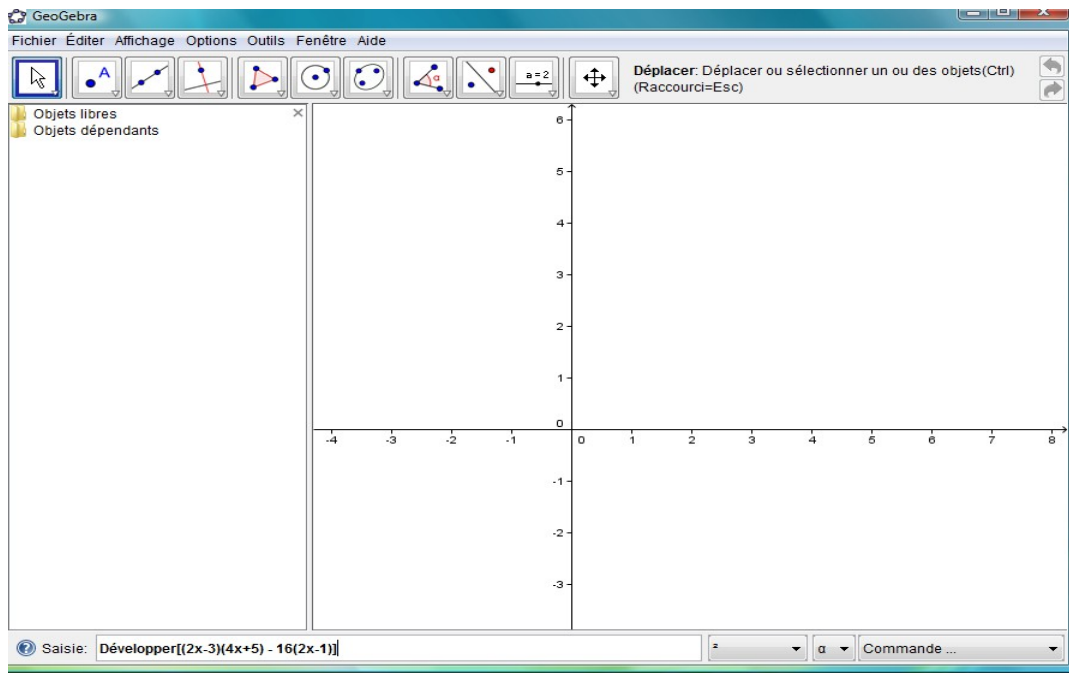 GeoGebra
Fichier Éditer Affichage Options Outils Fenêtre Aide
A α a=2 Déplacer: Déplacer ou sélectionner un ou des objets(Ctrl)
(Raccourci=Esc)
Objets libres
Objets dépendants
6
5
4
3
2
1
0
-4 -3 -2 -1 0 1 2 3 4 5 6 7 8
-1
-2
-3
Saisie: Développer[(2x-3)(4x+5) - 16(2x-1)] ² α Commande ...